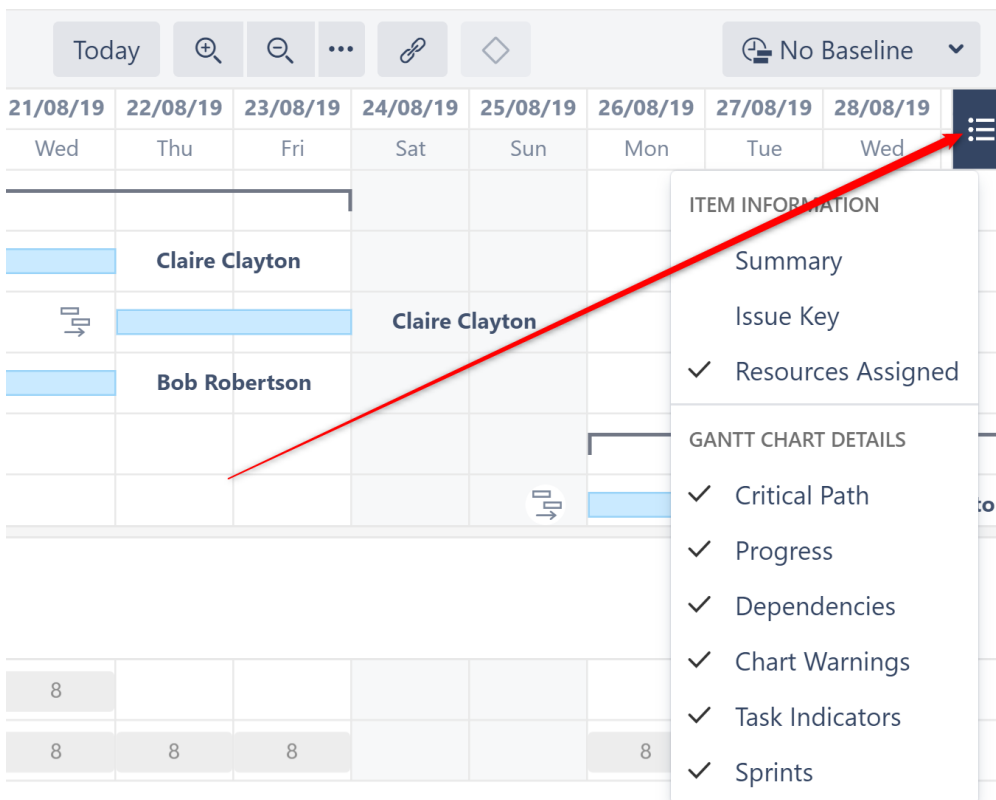 Today
No Baseline
21/08/19 22/08/19 23/08/19 24/08/19 25/08/19 26/08/19 27/08/19 28/08/19
Wed Thu Fri Sat Sun Mon Tue Wed
ITEM INFORMATION
Claire Clayton
Summary
Issue Key
Claire Clayton
Resources Assigned
Bob Robertson
GANTT CHART DETAILS
Critical Path
Progress
Dependencies
Chart Warnings
8
Task Indicators
8 8 8 8
Sprints